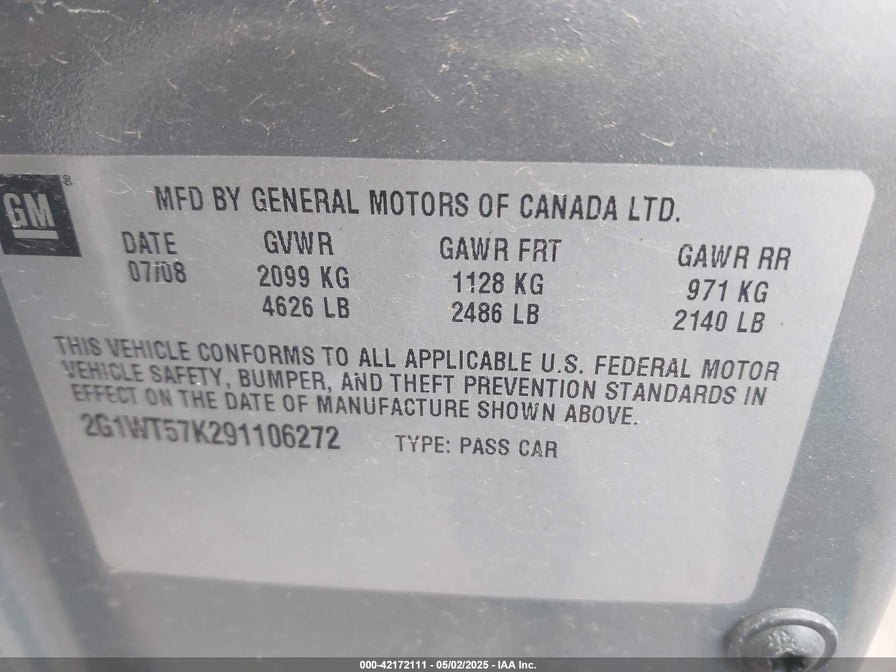 GM®
MFD BY GENERAL MOTORS OF CANADA LTD.
DATE GVWR GAWR FRT GAWR RR
07/08 2099 KG 1128 KG 971 KG
4626 LB 2486 LB 2140 LB
THIS VEHICLE CONFORMS TO ALL APPLICABLE U.S. FEDERAL MOTOR
VEHICLE SAFETY, BUMPER, AND THEFT PREVENTION STANDARDS IN
EFFECT ON THE DATE OF MANUFACTURE SHOWN ABOVE.
2G1WT57K291106272 TYPE: PASS CAR
000-42172111 - 05/02/2025 - IAA Inc.